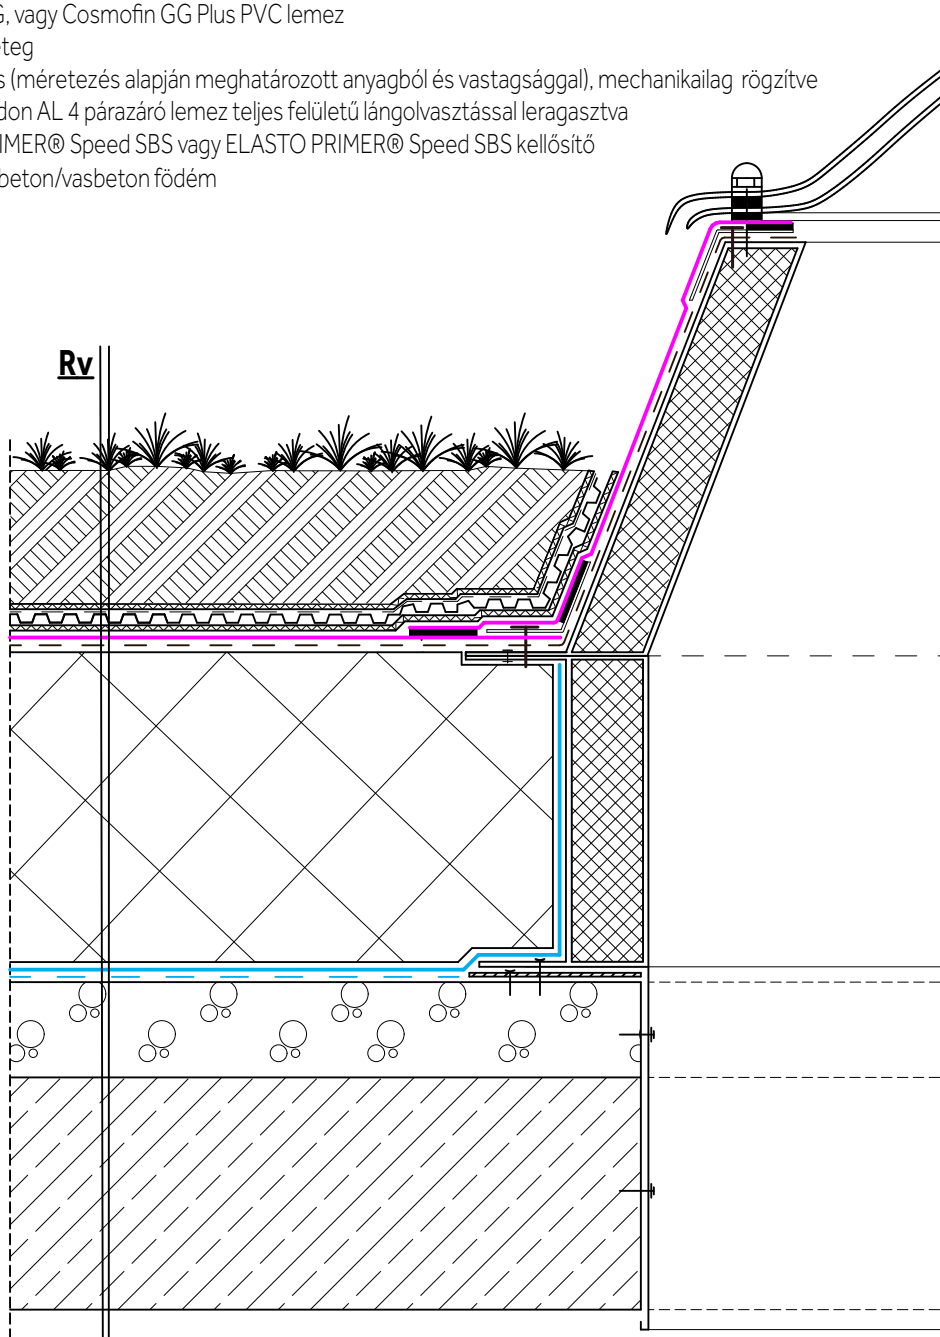 G, vagy Cosmofin GG Plus PVC lemez
teg
s (méretezés alapján meghatározott anyagból és vastagsággal), mechanikailag rögzítve
don AL 4 párazáró lemez teljes felületű lángolvasztással leragasztva
IMER® Speed SBS vagy ELASTO PRIMER® Speed SBS kellősítő
beton/vasbeton födém
Rv